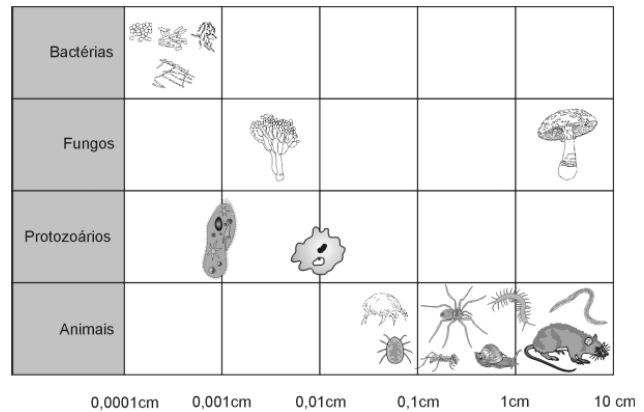 Bactérias
Fungos
Protozoários
Animais
0,0001cm 0,001cm 0,01cm 0,1cm 1cm 10 cm